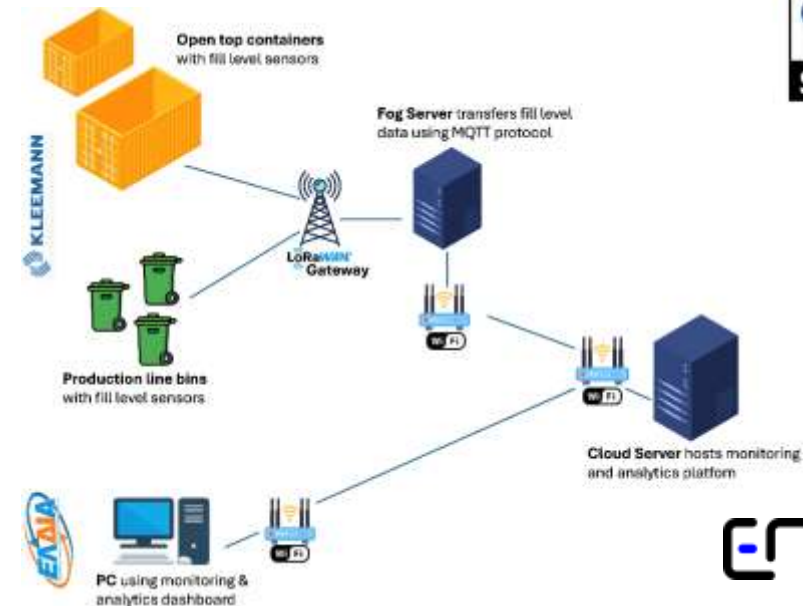 Open top containers
with fill level sensors
Fog Server transfers fill level
data using MQTT protocol
KLEEMANN
LoRaWAN
Gateway
Wi Fi
Production line bins
with fill level sensors
Wi Fi
Cloud Server hosts monitoring
and analytics platfom
ΕΛΔΙΑ
Wi Fi
PC using monitoring &
analytics dashboard